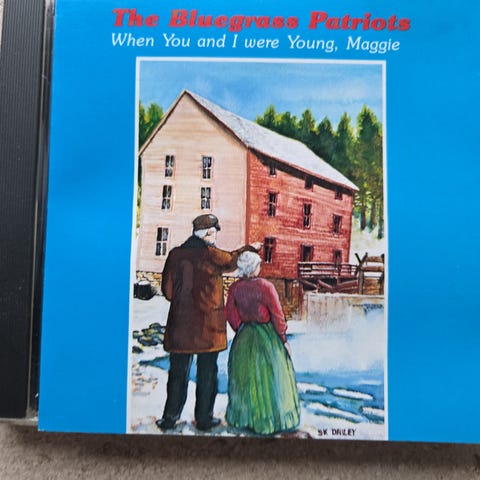 The Bluegrass Patriots
When You and I were Young, Maggie
SK DAILEY